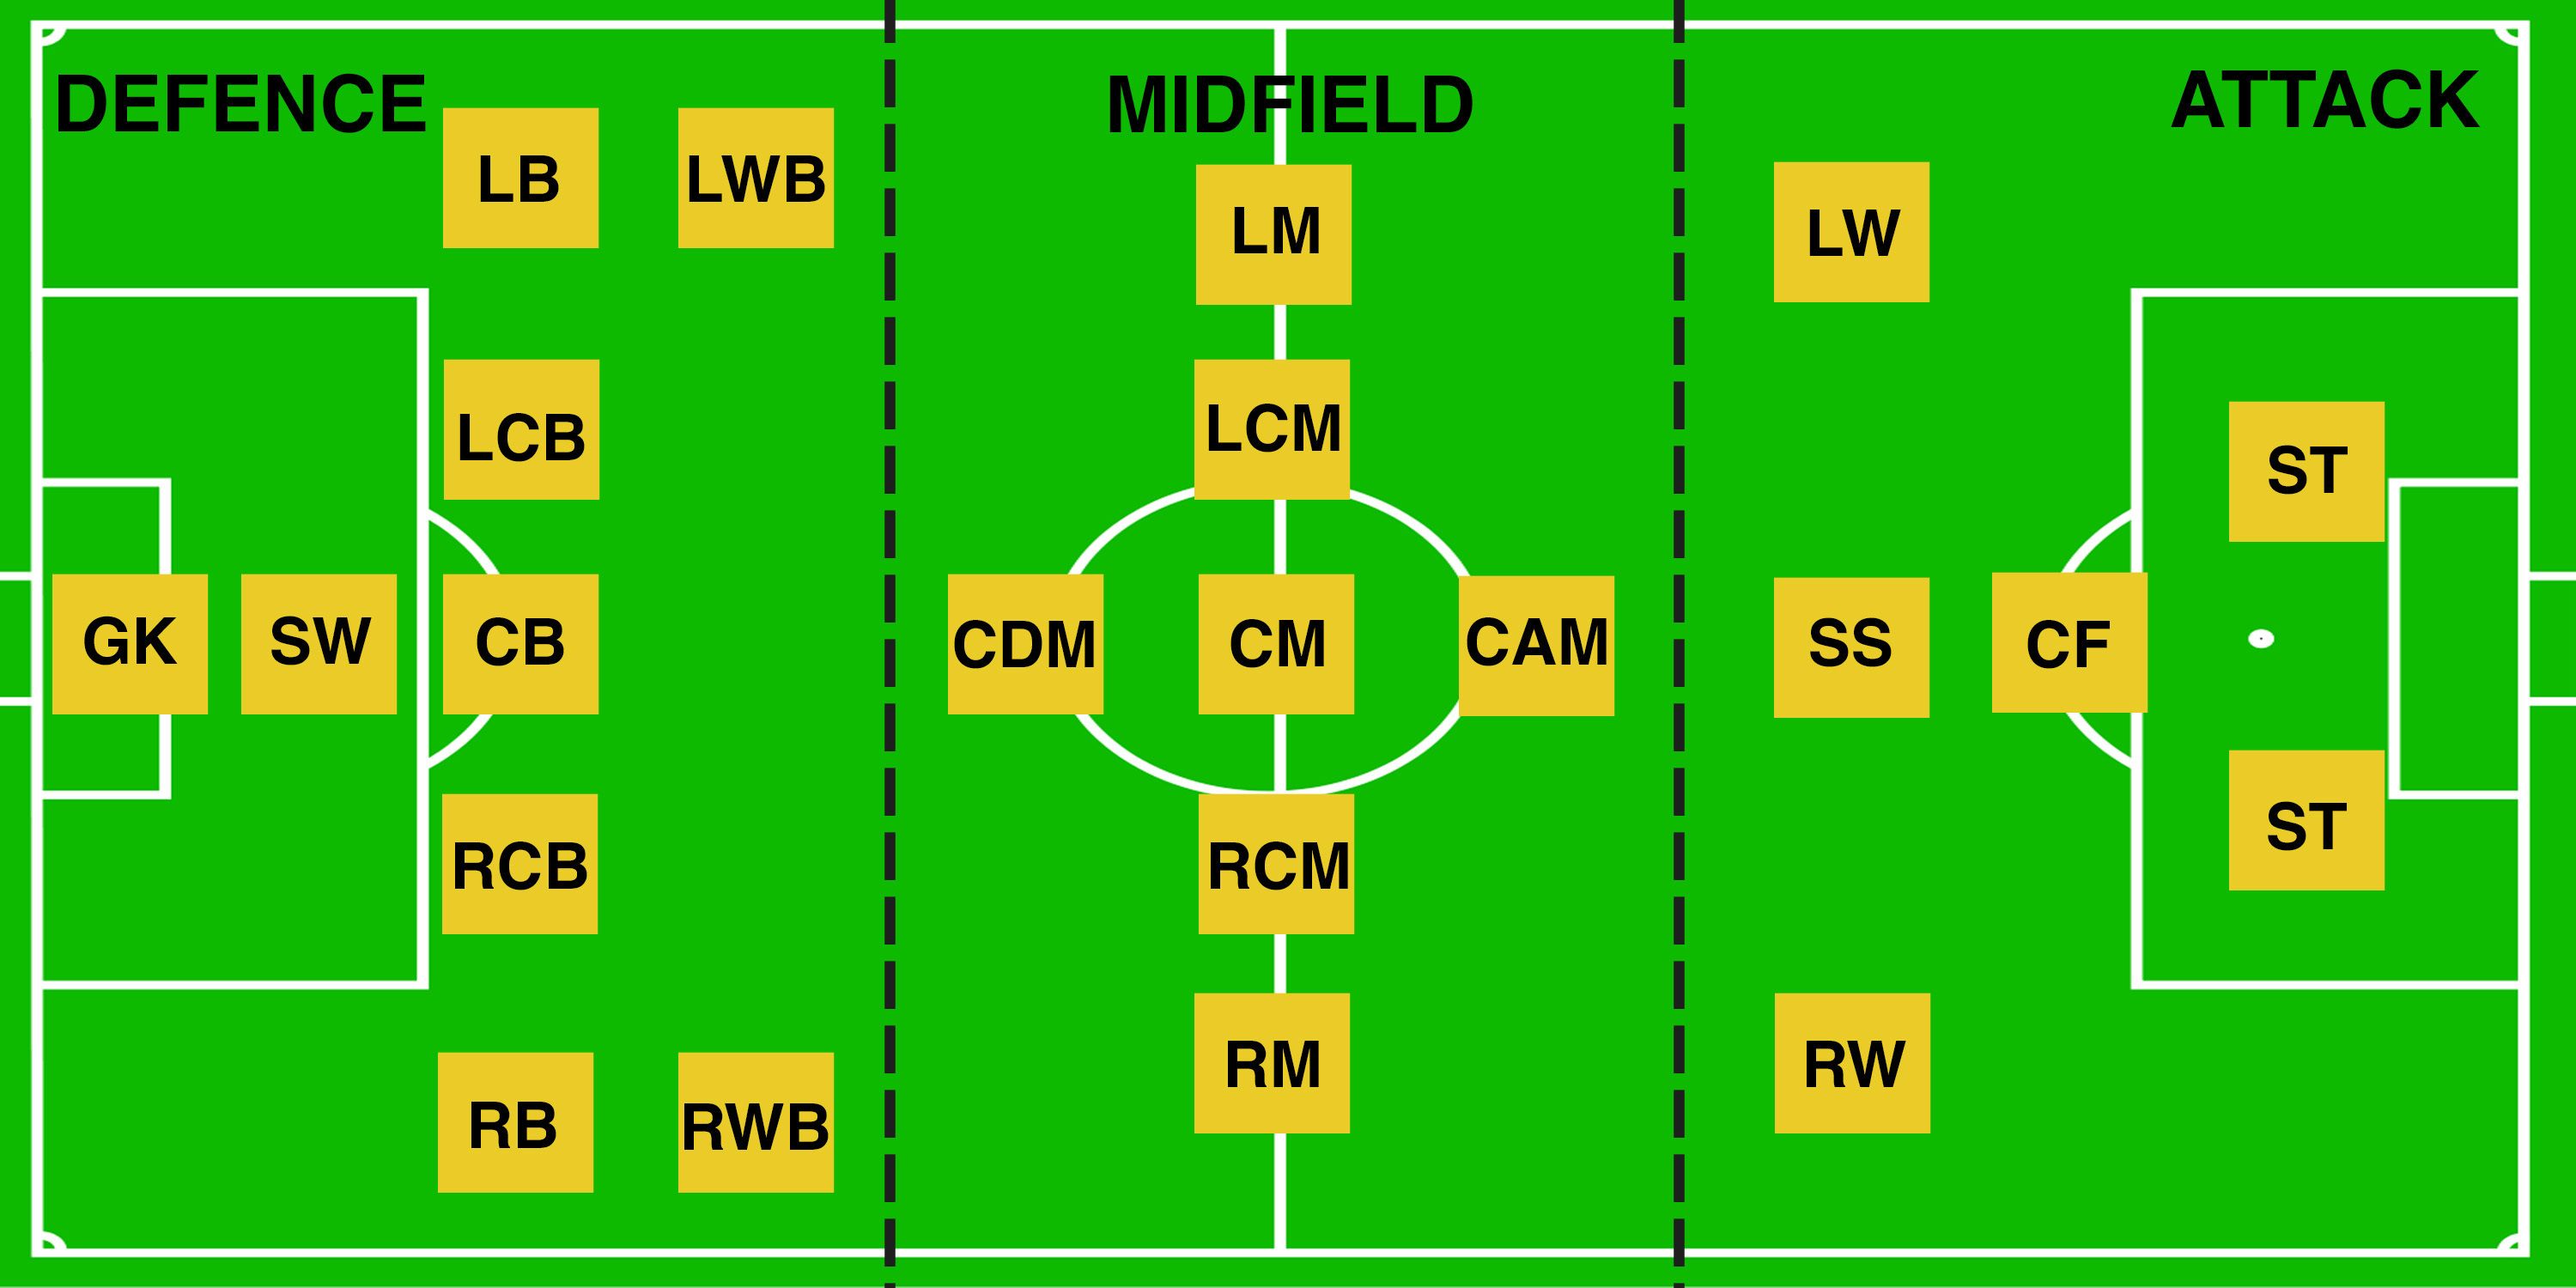 DEFENCE
MIDFIELD
ATTACK
LB
LWB
LM
LW
LCB
LCM
ST
GK
SW
CB
CDM
CM
CAM
SS
CF
RCB
RCM
ST
RB
RWB
RM
RW